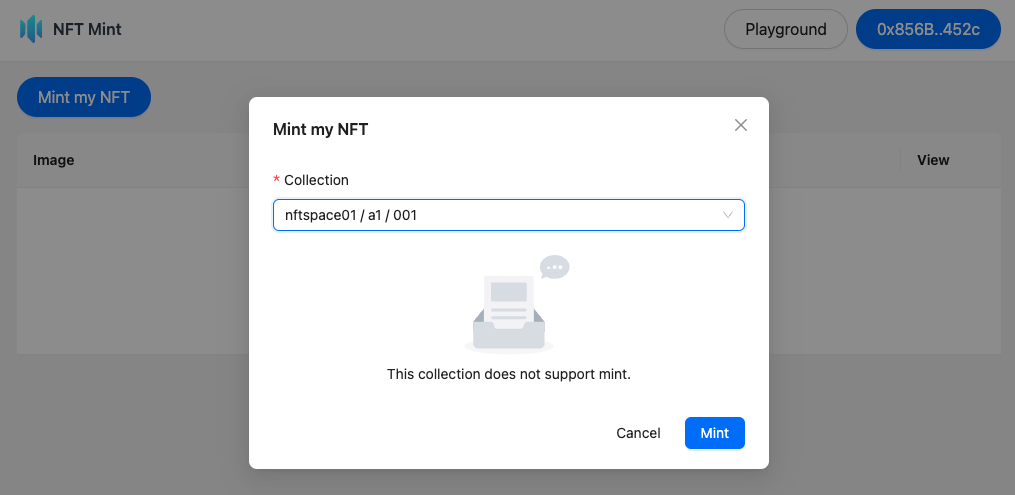 NFT Mint
Playground
0x856B..452c
Mint my NFT
Image
View
Mint my NFT
* Collection
nftspace01 / a1 / 001
This collection does not support mint.
Cancel
Mint